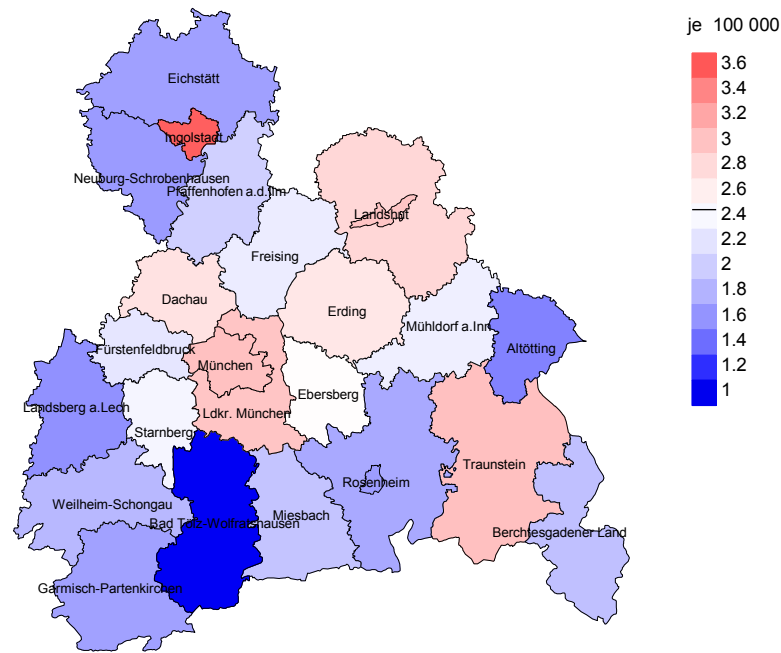 je 100 000
3.6
3.4
3.2
3
2.8
2.6
2.4
2.2
2
1.8
1.6
1.4
1.2
1
Eichstätt
Ingolstadt
Neuburg-Schrobenhausen
Pfaffenhofen a.d.Ilm
Landshut
Freising
Dachau
Erding
Mühldorf a.Inn
Fürstenfeldbruck
Altötting
München
Ebersberg
Landsberg a.Lech
Ldkr. München
Starnberg
Traunstein
Rosenheim
Weilheim-Schongau
Miesbach
Bad Tölz-Wolfratshausen
Berchtesgadener Land
Garmisch-Partenkirchen